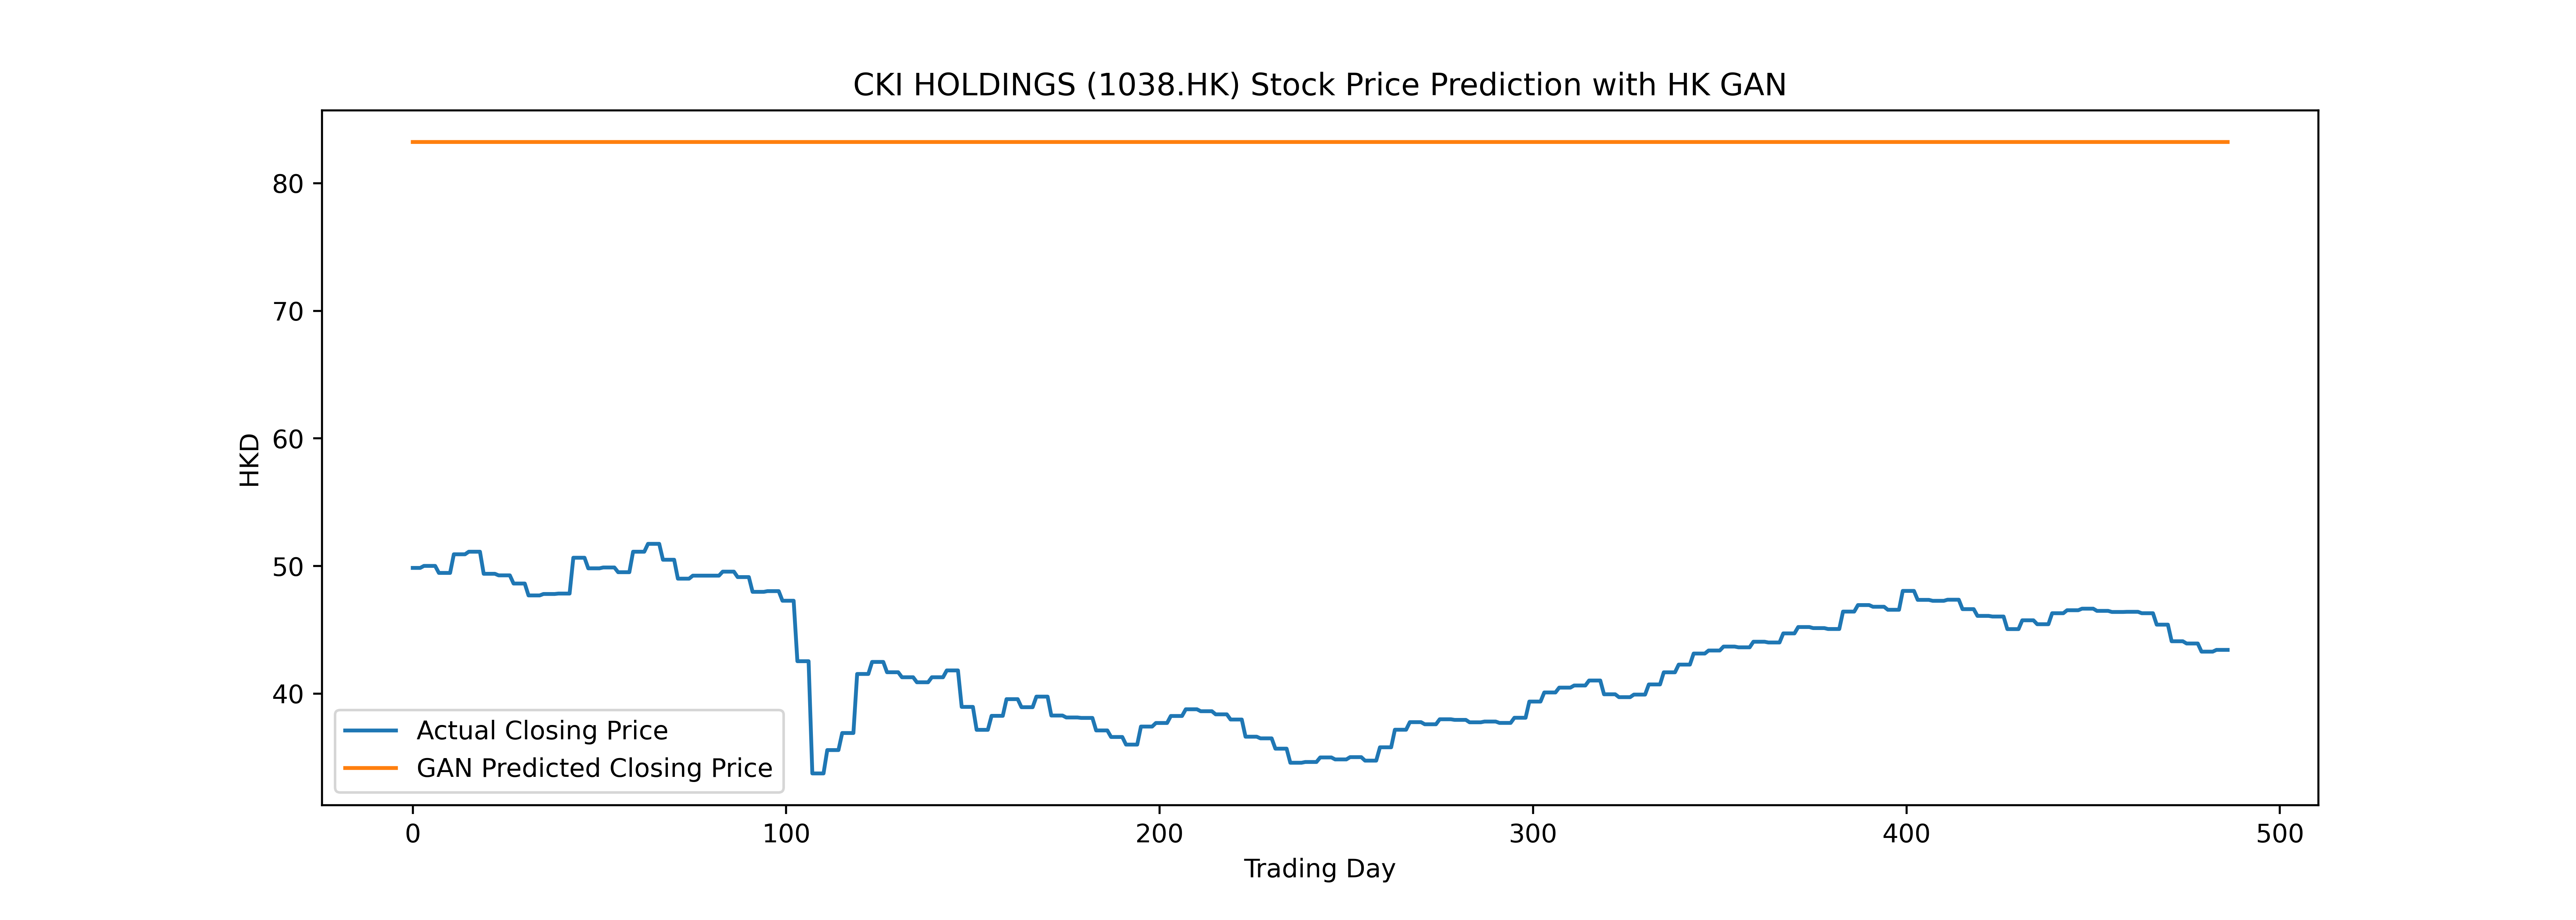 CKI HOLDINGS (1038.HK) Stock Price Prediction with HK GAN
80
70
60
50
40
HKD
Actual Closing Price
GAN Predicted Closing Price
0 100 200 300 400 500
Trading Day